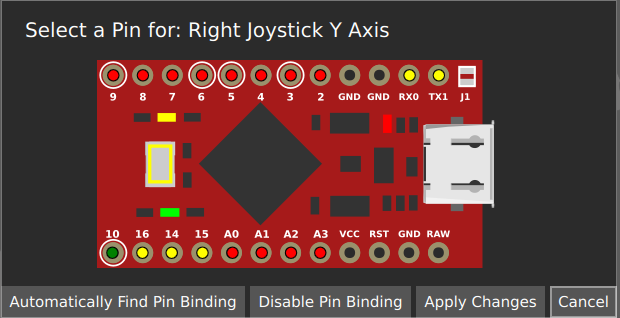 Select a Pin for: Right Joystick Y Axis
9 8 7 6 5 4 3 2 GND GND RX0 TX1 J1
10 16 14 15 A0 A1 A2 A3 VCC RST GND RAW
Automatically Find Pin Binding Disable Pin Binding Apply Changes Cancel